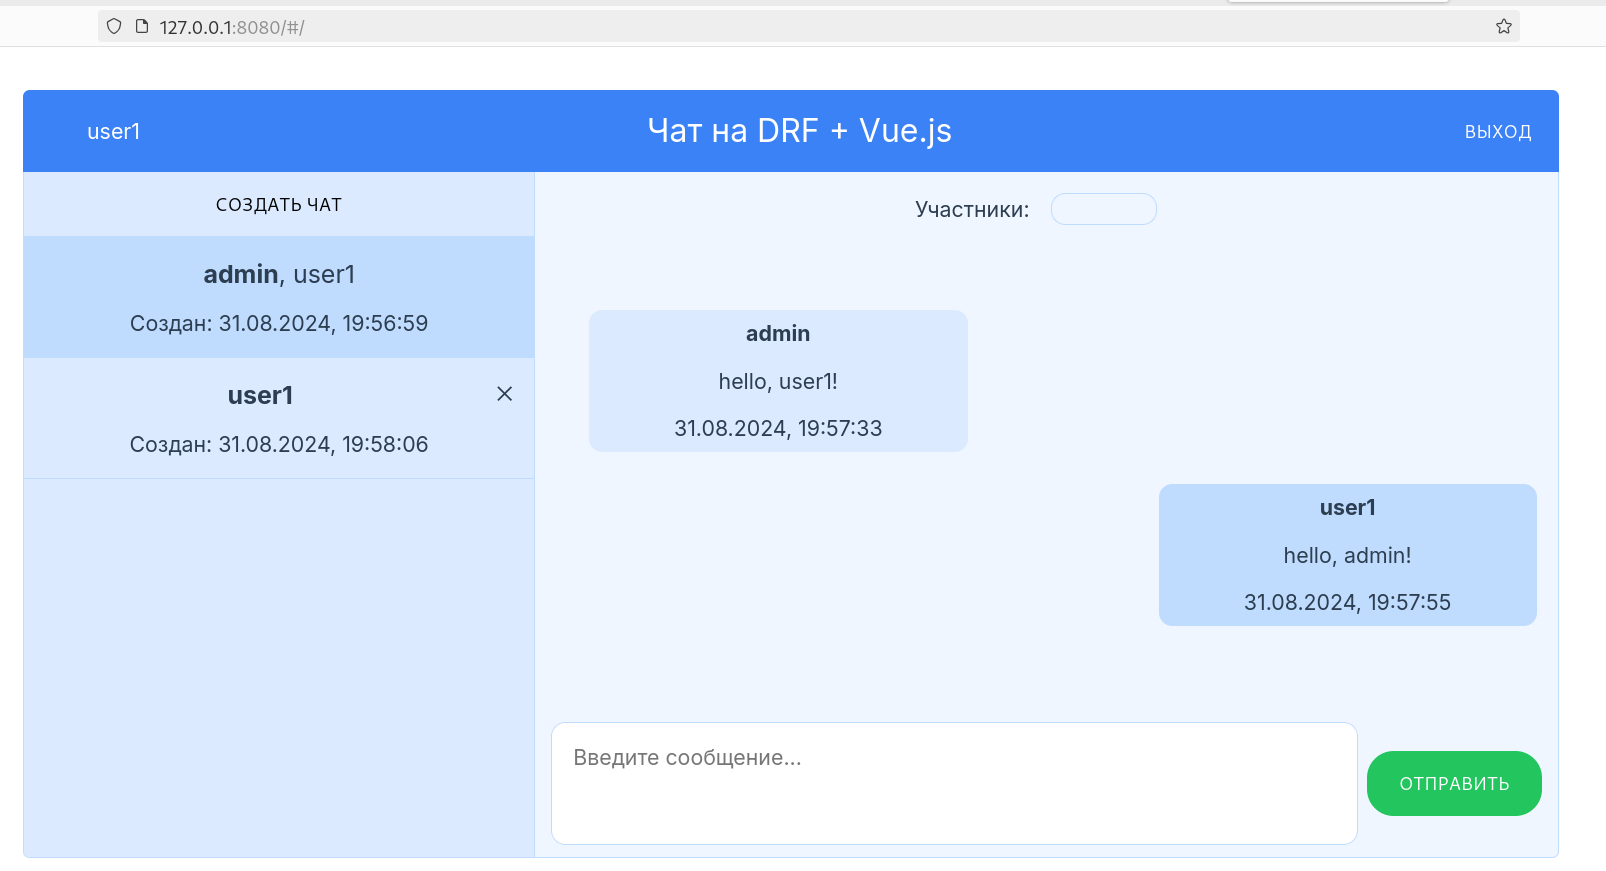 127.0.0.1:8080/#/
user1
Чат на DRF + Vue.js
ВЫХОД
СОЗДАТЬ ЧАТ
admin, user1
Создан: 31.08.2024, 19:56:59
user1
Создан: 31.08.2024, 19:58:06
Участники:
admin
hello, user1!
31.08.2024, 19:57:33
user1
hello, admin!
31.08.2024, 19:57:55
Введите сообщение...
ОТПРАВИТЬ